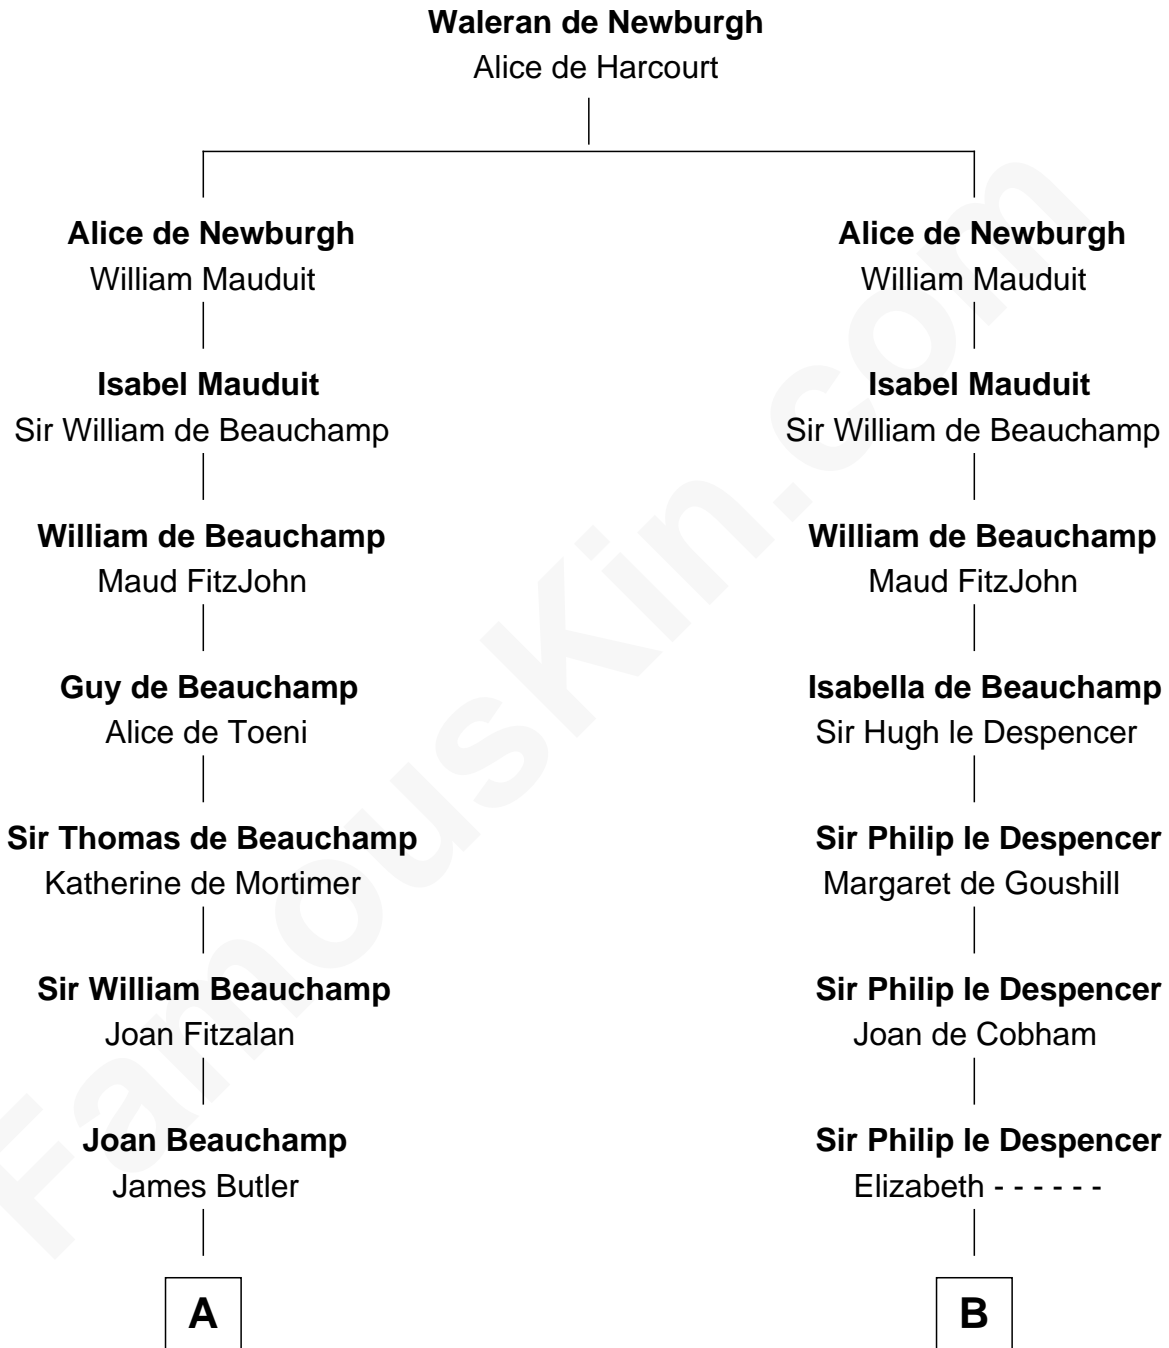 Waleran de Newburgh
Alice de Harcourt
Alice de Newburgh
William Mauduit
Alice de Newburgh
William Mauduit
Isabel Mauduit
Sir William de Beauchamp
Isabel Mauduit
Sir William de Beauchamp
William de Beauchamp
Maud FitzJohn
William de Beauchamp
Maud FitzJohn
Guy de Beauchamp
Alice de Toeni
Isabella de Beauchamp
Sir Hugh le Despencer
Sir Thomas de Beauchamp
Katherine de Mortimer
Sir Philip le Despencer
Margaret de Goushill
Sir William Beauchamp
Joan Fitzalan
Sir Philip le Despencer
Joan de Cobham
Joan Beauchamp
James Butler
Sir Philip le Despencer
Elizabeth - - - - - -
A
B
FamousKin.com